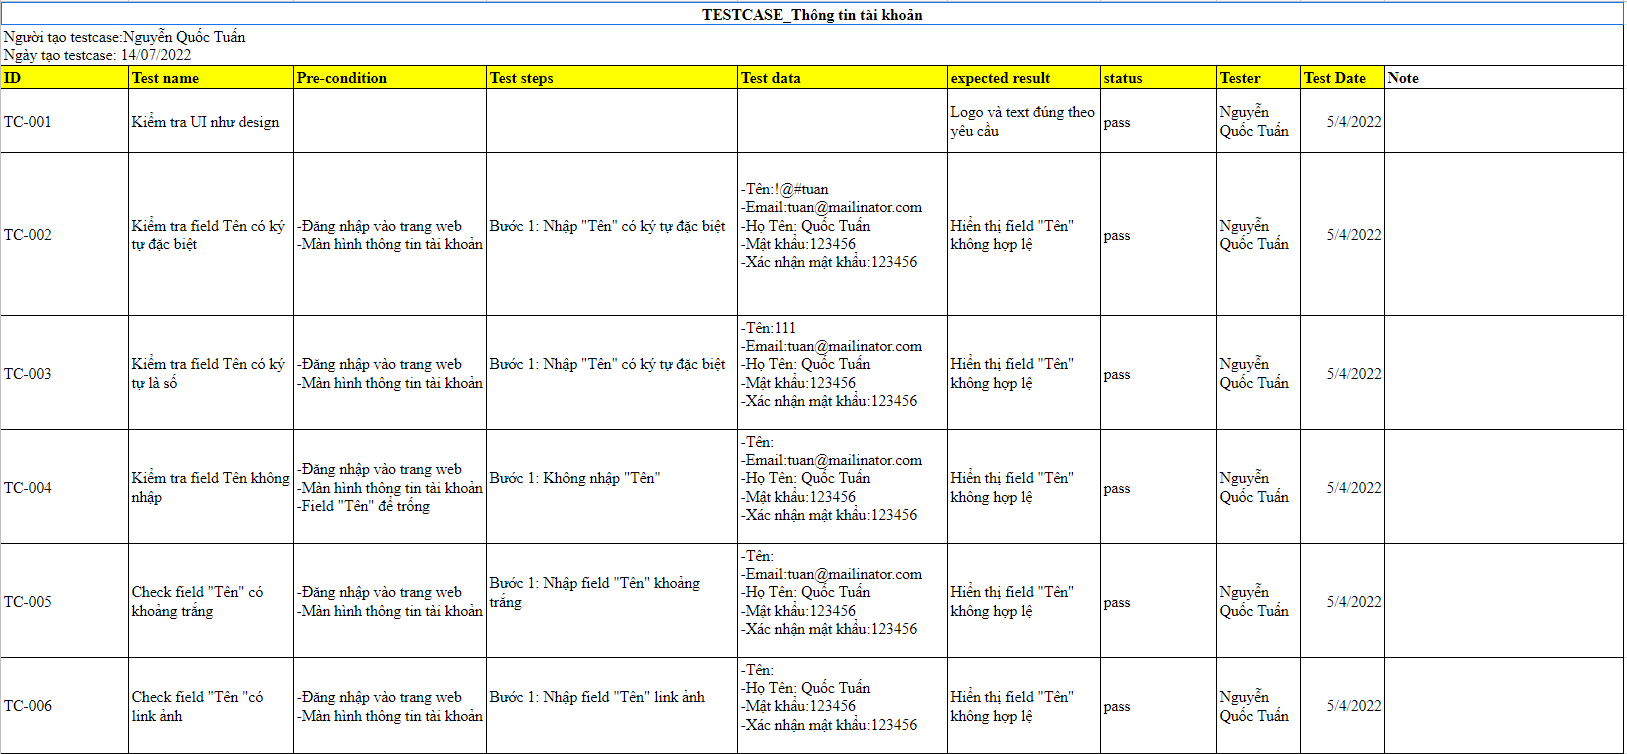 TESTCASE_Thông tin tài khoản
Người tạo testcase:Nguyễn Quốc Tuấn
Ngày tạo testcase: 14/07/2022
ID Test name Pre-condition Test steps Test data expected result status Tester Test Date Note
TC-001
Kiểm tra UI như design
Logo và text đúng theo
yêu cầu
pass
Nguyễn
Quốc Tuấn
5/4/2022
TC-002
Kiểm tra field Tên có ký
tự đặc biệt
-Đăng nhập vào trang web
-Màn hình thông tin tài khoản
Bước 1: Nhập "Tên" có ký tự đặc biệt
-Tên:!@#tuan
-Email:tuan@mailinator.com
-Họ Tên: Quốc Tuấn
-Mật khẩu:123456
-Xác nhận mật khẩu:123456
Hiển thị field "Tên"
không hợp lệ
pass
Nguyễn
Quốc Tuấn
5/4/2022
TC-003
Kiểm tra field Tên có ký
tự là số
-Đăng nhập vào trang web
-Màn hình thông tin tài khoản
Bước 1: Nhập "Tên" có ký tự đặc biệt
-Tên:111
-Email:tuan@mailinator.com
-Họ Tên: Quốc Tuấn
-Mật khẩu:123456
-Xác nhận mật khẩu:123456
Hiển thị field "Tên"
không hợp lệ
pass
Nguyễn
Quốc Tuấn
5/4/2022
TC-004
Kiểm tra field Tên không
nhập
-Đăng nhập vào trang web
-Màn hình thông tin tài khoản
-Field "Tên" để trống
Bước 1: Không nhập "Tên"
-Tên:
-Email:tuan@mailinator.com
-Họ Tên: Quốc Tuấn
-Mật khẩu:123456
-Xác nhận mật khẩu:123456
Hiển thị field "Tên"
không hợp lệ
pass
Nguyễn
Quốc Tuấn
5/4/2022
TC-005
Check field "Tên" có
khoảng trắng
-Đăng nhập vào trang web
-Màn hình thông tin tài khoản
Bước 1: Nhập field "Tên" khoảng
trắng
-Tên:
-Email:tuan@mailinator.com
-Họ Tên: Quốc Tuấn
-Mật khẩu:123456
-Xác nhận mật khẩu:123456
Hiển thị field "Tên"
không hợp lệ
pass
Nguyễn
Quốc Tuấn
5/4/2022
TC-006
Check field "Tên "có
link ảnh
-Đăng nhập vào trang web
-Màn hình thông tin tài khoản
Bước 1: Nhập field "Tên" link ảnh
-Tên:
-Họ Tên: Quốc Tuấn
-Mật khẩu:123456
-Xác nhận mật khẩu:123456
Hiển thị field "Tên"
không hợp lệ
pass
Nguyễn
Quốc Tuấn
5/4/2022